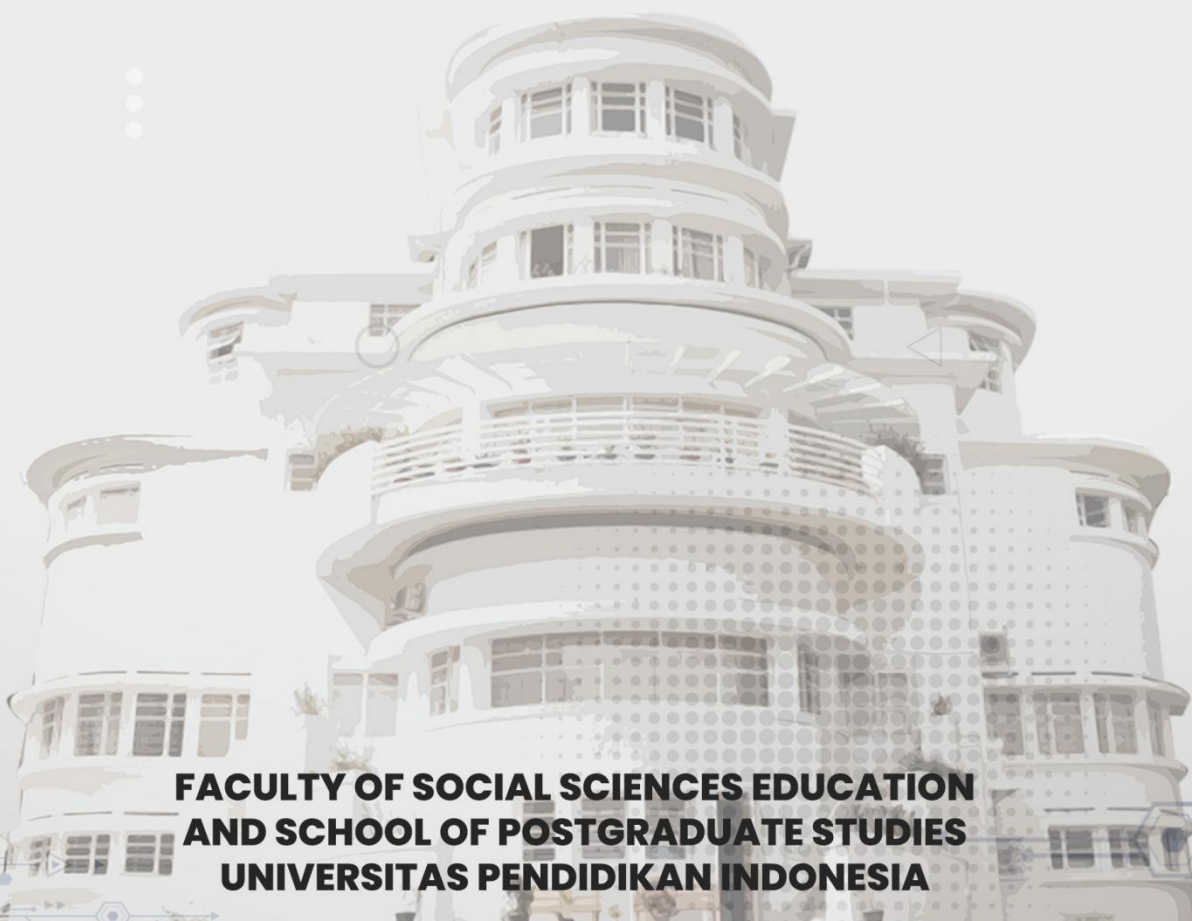 FACULTY OF SOCIAL SCIENCES EDUCATION
AND SCHOOL OF POSTGRADUATE STUDIES
UNIVERSITAS PENDIDIKAN INDONESIA